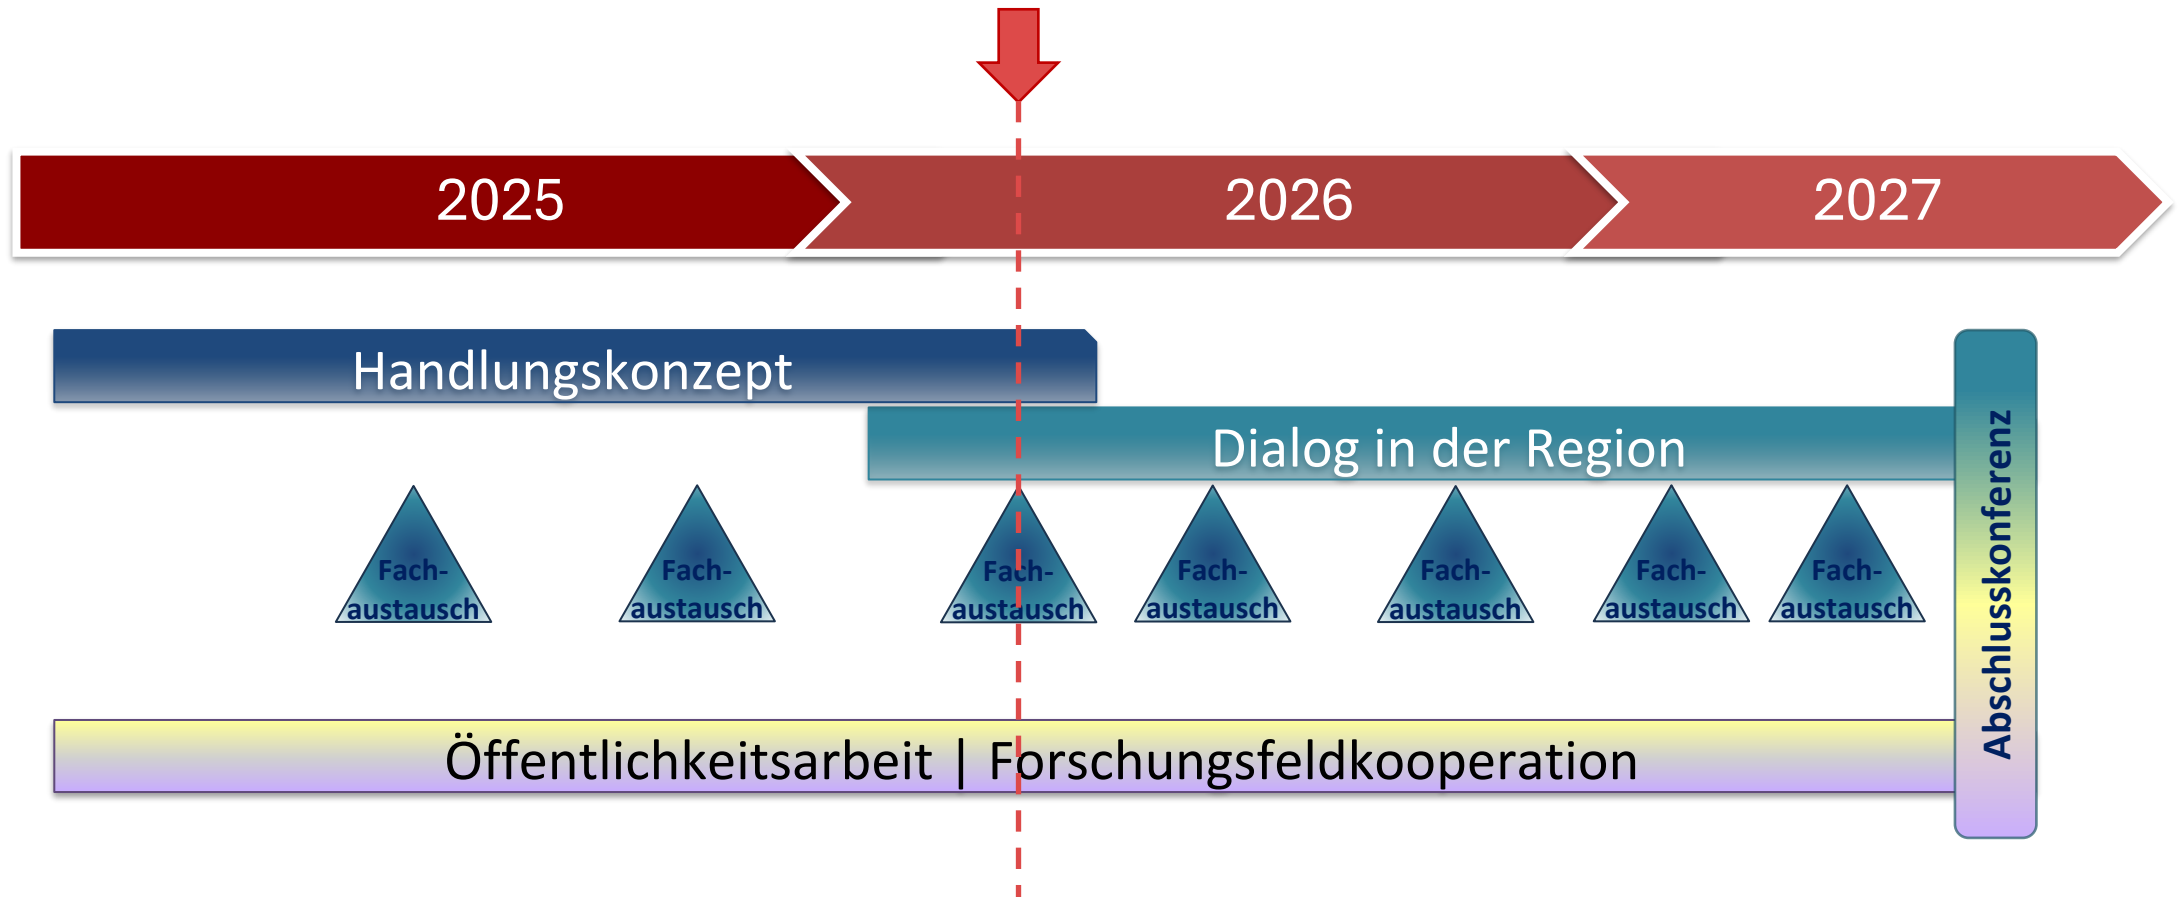 2025
2026
2027
Handlungskonzept
Dialog in der Region
Fach-
austausch
Fach-
austausch
Fach-
austausch
Fach-
austausch
Fach-
austausch
Fach-
austausch
Fach-
austausch
Abschlusskonferenz
Öffentlichkeitsarbeit | Forschungsfeldkooperation